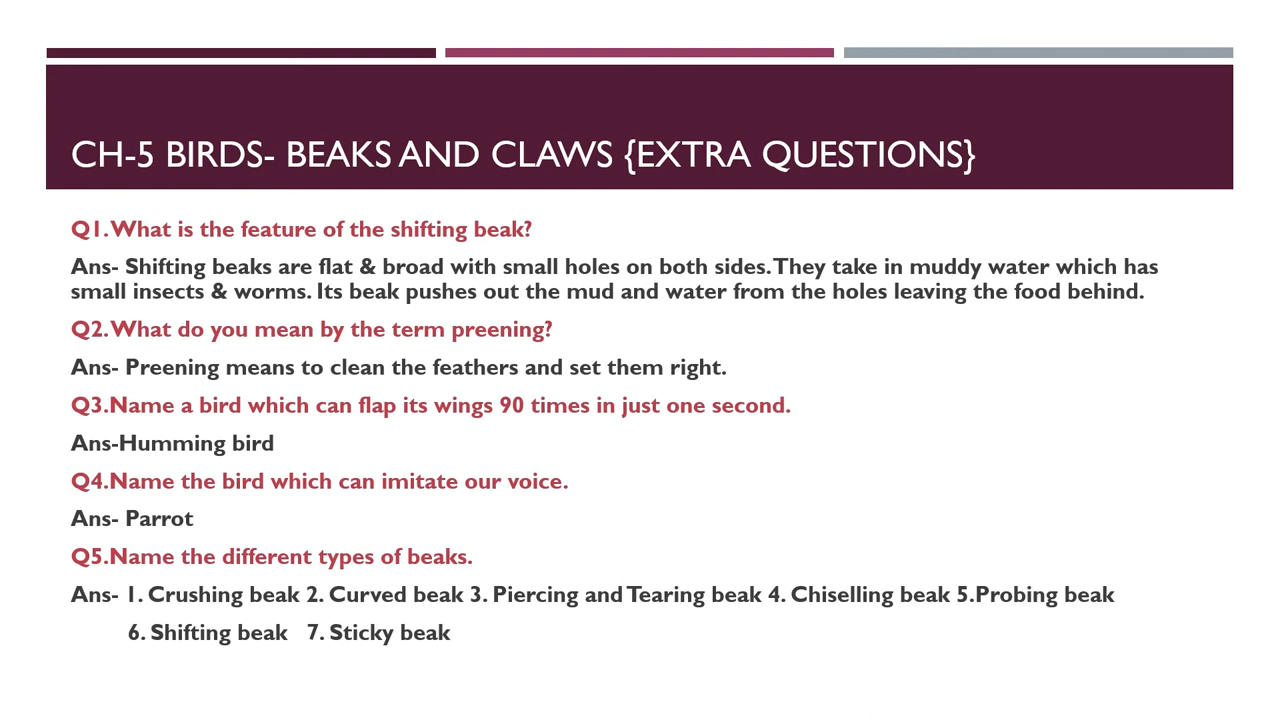 CH-5 BIRDS- BEAKS AND CLAWS {EXTRA QUESTIONS}
Q1.What is the feature of the shifting beak?
Ans- Shifting beaks are flat & broad with small holes on both sides.They take in muddy water which has
small insects & worms. Its beak pushes out the mud and water from the holes leaving the food behind.
Q2.What do you mean by the term preening?
Ans- Preening means to clean the feathers and set them right.
Q3.Name a bird which can flap its wings 90 times in just one second.
Ans-Humming bird
Q4.Name the bird which can imitate our voice.
Ans- Parrot
Q5.Name the different types of beaks.
Ans- 1. Crushing beak 2. Curved beak 3. Piercing and Tearing beak 4. Chiselling beak 5.Probing beak
6. Shifting beak 7. Sticky beak